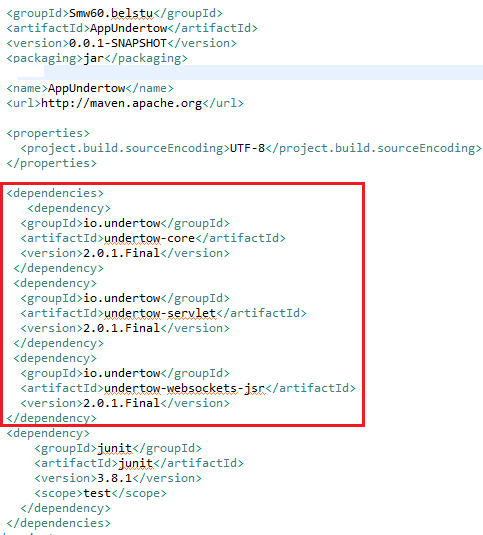 <groupId>Smw60.belstu</groupId>
<artifactId>AppUndertow</artifactId>
<version>0.0.1-SNAPSHOT</version>
<packaging>jar</packaging>
<name>AppUndertow</name>
<url>http://maven.apache.org</url>
<properties>
<project.build.sourceEncoding>UTF-8</project.build.sourceEncoding>
</properties>
<dependencies>
<dependency>
<groupId>io.undertow</groupId>
<artifactId>undertow-core</artifactId>
<version>2.0.1.Final</version>
</dependency>
<dependency>
<groupId>io.undertow</groupId>
<artifactId>undertow-servlet</artifactId>
<version>2.0.1.Final</version>
</dependency>
<dependency>
<groupId>io.undertow</groupId>
<artifactId>undertow-websockets-jsr</artifactId>
<version>2.0.1.Final</version>
</dependency>
<dependency>
<groupId>junit</groupId>
<artifactId>junit</artifactId>
<version>3.8.1</version>
<scope>test</scope>
</dependency>
</dependencies>